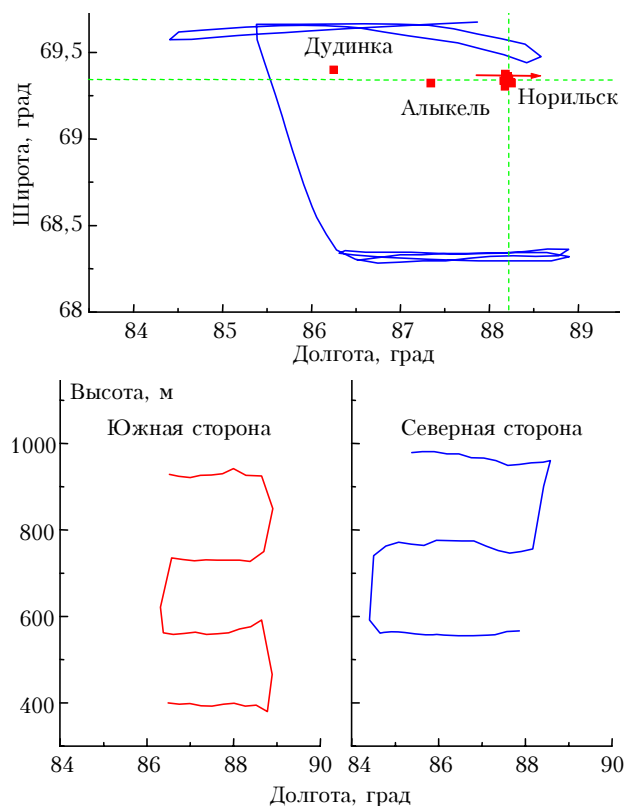 Широта, град
69,5
69
68,5
68
Дудинка
Алыкель
Норильск
84 85 86 87 88 89
Долгота, град
Высота, м
Южная сторона
Северная сторона
1000
800
600
400
84 86 88 90
84 86 88 90
Долгота, град